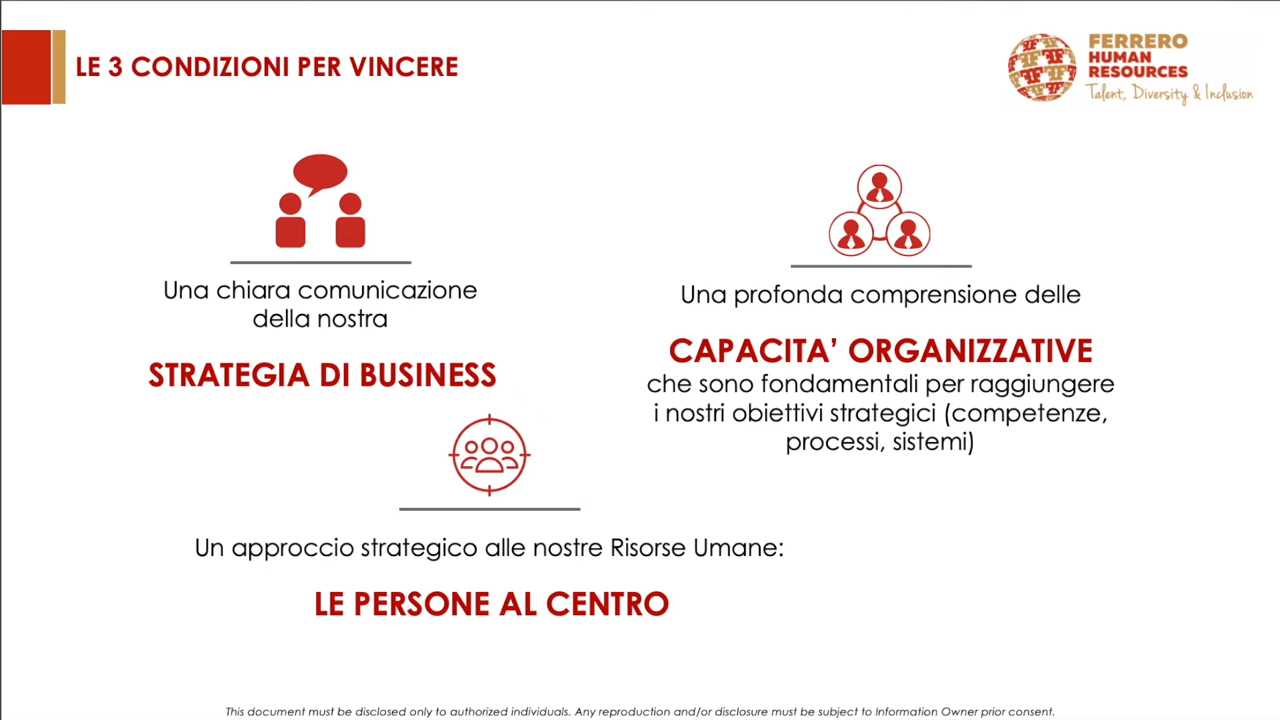 LE 3 CONDIZIONI PER VINCERE
FERRERO
HUMAN
RESOURCES
Talent, Diversity & Inclusion
Una chiara comunicazione
della nostra
STRATEGIA DI BUSINESS
Una profonda comprensione delle
CAPACITA’ ORGANIZZATIVE
che sono fondamentali per raggiungere
i nostri obiettivi strategici (competenze,
processi, sistemi)
Un approccio strategico alle nostre Risorse Umane:
LE PERSONE AL CENTRO
This document must be disclosed only to authorized individuals. Any reproduction and/or disclosure must be subject to Information Owner prior consent.